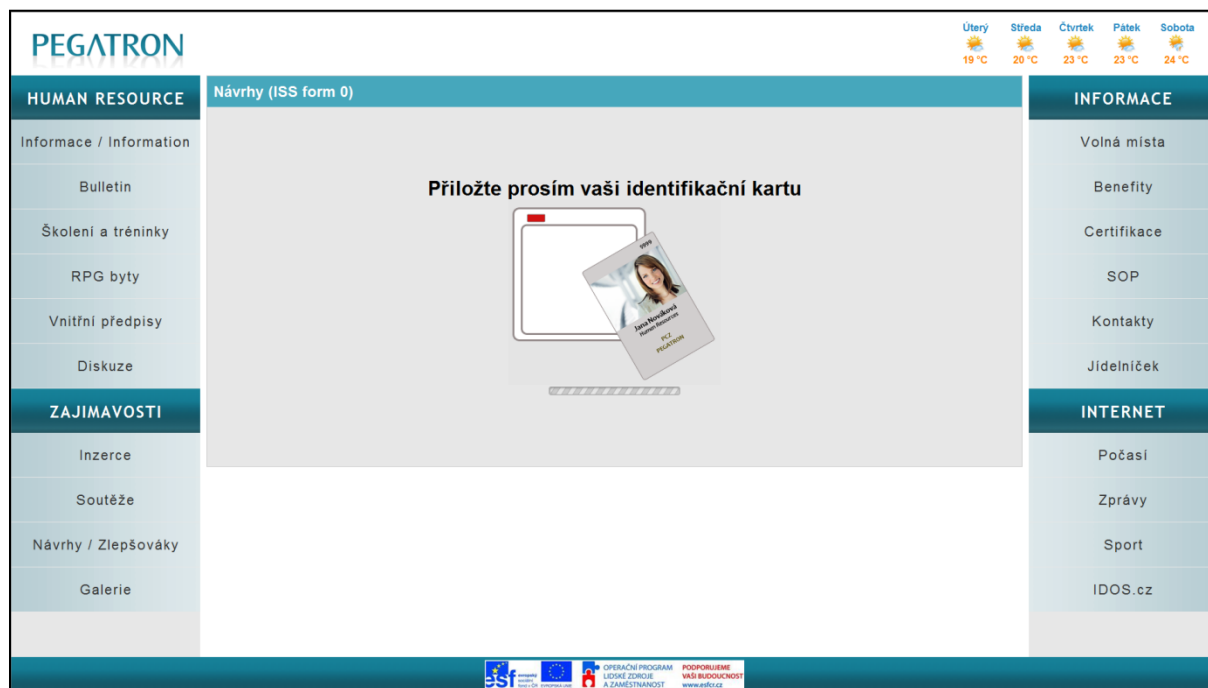 PEGATRON
Úterý Středa Čtvrtek Pátek Sobota
19 °C 20 °C 23 °C 23 °C 24 °C
HUMAN RESOURCE
Informace / Information
Bulletin
Školení a tréninky
RPG byty
Vnitřní předpisy
Diskuze
ZAJIMAVOSTI
Inzerce
Soutěže
Návrhy / Zlepšováky
Galerie
Návrhy (ISS form 0)
Přiložte prosím vaši identifikační kartu
9999
Jana Nováková
Human Resources
PCZ
PEGATRON
INFORMACE
Volná místa
Benefity
Certifikace
SOP
Kontakty
Jídelníček
INTERNET
Počasí
Zprávy
Sport
IDOS.cz
esf
OPERAČNÍ PROGRAM
LIDSKÉ ZDROJE
A ZAMĚSTNANOST
PODPORUJEME
VAŠI BUDOUCNOST
www.esfcr.cz